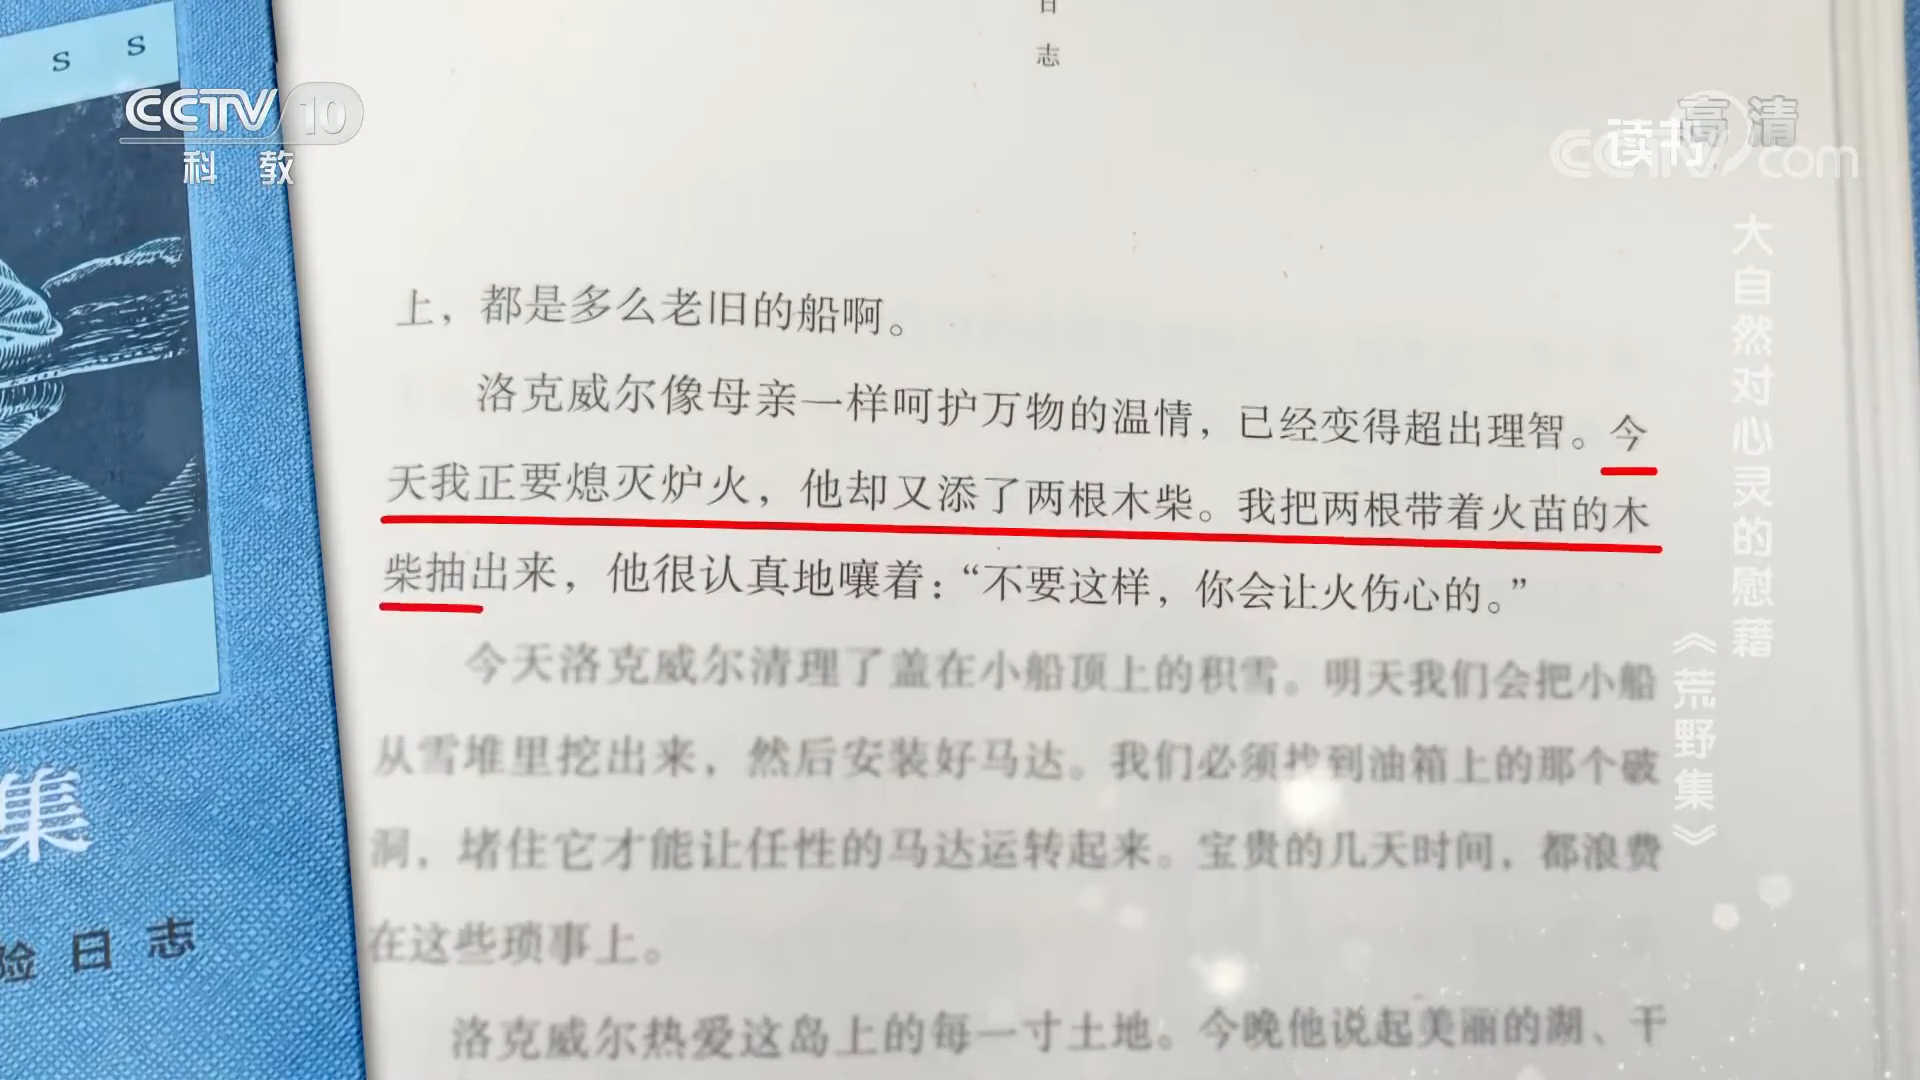 s s
CCTV 10
科教
日志
高清
读书
CCTV.com
大自然对心灵的慰藉
《荒野集》
上，都是多么老旧的船啊。
洛克威尔像母亲一样呵护万物的温情，已经变得超出理智。今
天我正要熄灭炉火，他却又添了两根木柴。我把两根带着火苗的木
柴抽出来，他很认真地嚷着：“不要这样，你会让火伤心的。”
今天洛克威尔清理了盖在小船顶上的积雪。明天我们会把小船
从雪堆里挖出来，然后安装好马达。我们必须找到油箱上的那个破
洞，堵住它才能让任性的马达运转起来。宝贵的几天时间，都浪费
在这些琐事上。
洛克威尔热爱这岛上的每一寸土地。今晚他说起美丽的湖、干
集
险日志